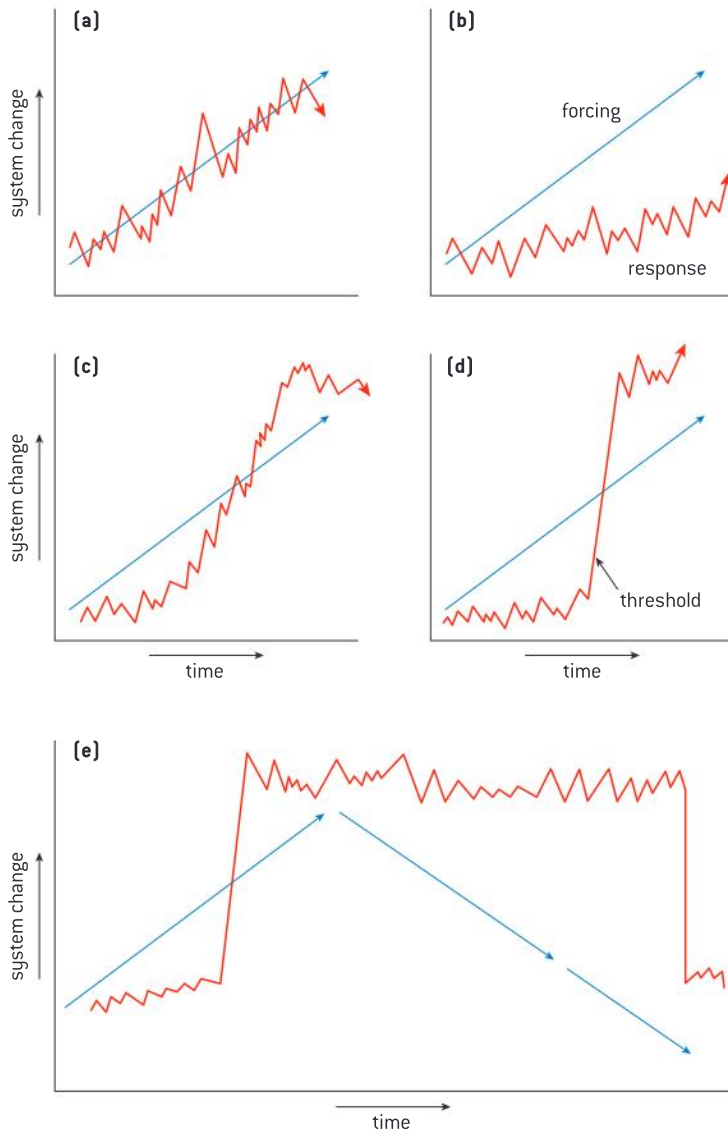 (a)
system change
(b)
forcing
response
(c)
system change
time
(d)
threshold
time
(e)
system change
time